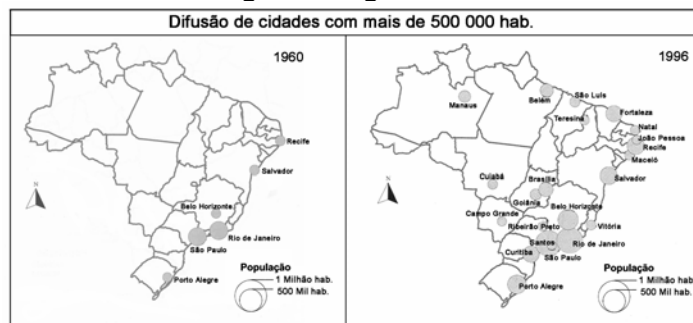 Difusão de cidades com mais de 500 000 hab.
1960
Recife
Salvador
Belo Horizonte
Rio de Janeiro
São Paulo
Porto Alegre
N
População
1 Milhão hab.
500 Mil hab.
1996
Manaus
Belém
São Luis
Teresina
Fortaleza
Natal
João Pessoa
Recife
Maceió
Salvador
Cuiabá
Brasília
Goiânia
Belo Horizonte
Campo Grande
Ribeirão Preto
Vitória
Santos
Rio de Janeiro
Curitiba
São Paulo
Porto Alegre
N
População
1 Milhão hab.
500 Mil hab.